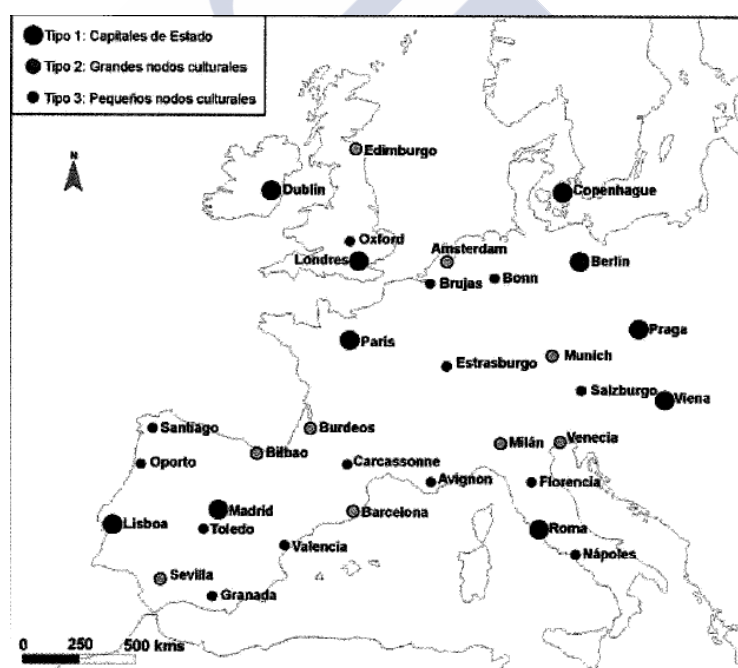 Tipo 1: Capitales de Estado
Tipo 2: Grandes nodos culturales
Tipo 3: Pequeños nodos culturales
N
Edimburgo
Dublín
Copenhague
Oxford
Amsterdam
Londres
Berlín
Brujas
Bonn
Praga
París
Munich
Estrasburgo
Salzburgo
Viena
Santiago
Burdeos
Milán
Venecia
Bilbao
Oporto
Carcassonne
Avignon
Florencia
Madrid
Barcelona
Lisboa
Toledo
Roma
Valencia
Nápoles
Sevilla
Granada
0 250 500 kms